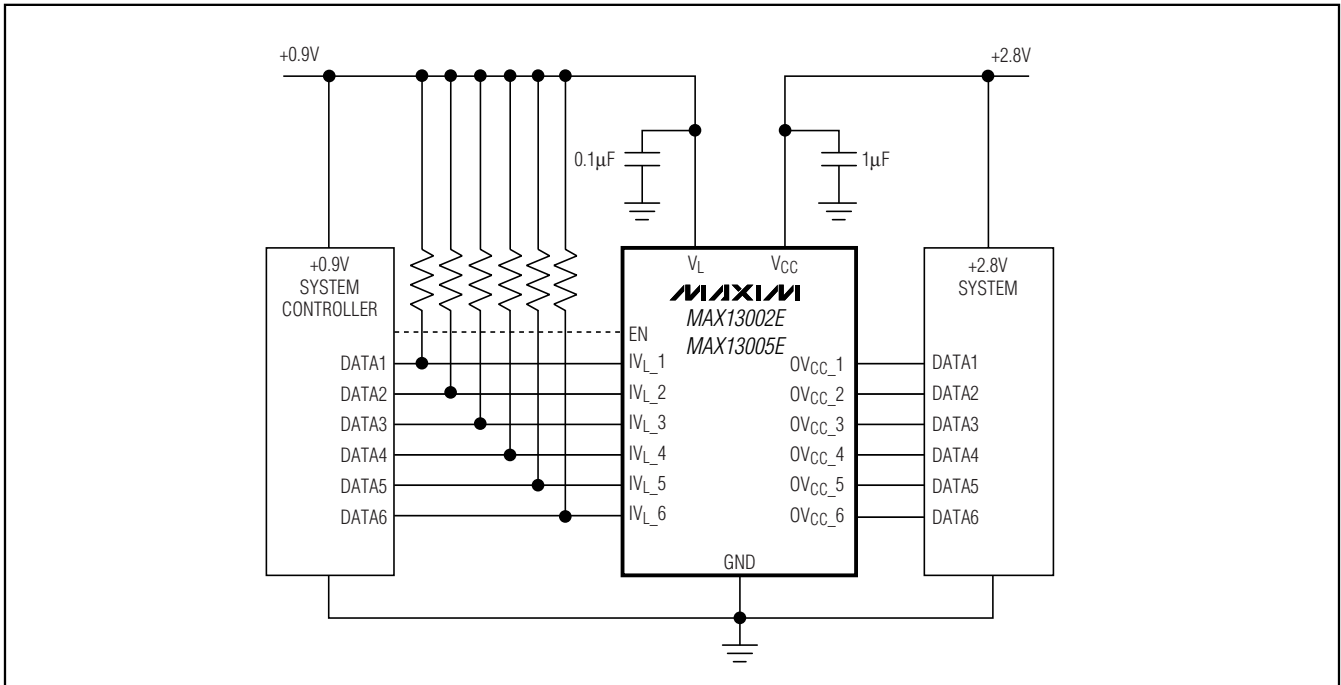 +0.9V
+2.8V
0.1μF
1μF
+0.9V
SYSTEM
CONTROLLER
DATA1
DATA2
DATA3
DATA4
DATA5
DATA6
VL
VCC
MAXIM
MAX13002E
MAX13005E
EN
IVL_1
IVL_2
IVL_3
IVL_4
IVL_5
IVL_6
OVCC_1
OVCC_2
OVCC_3
OVCC_4
OVCC_5
OVCC_6
GND
+2.8V
SYSTEM
DATA1
DATA2
DATA3
DATA4
DATA5
DATA6